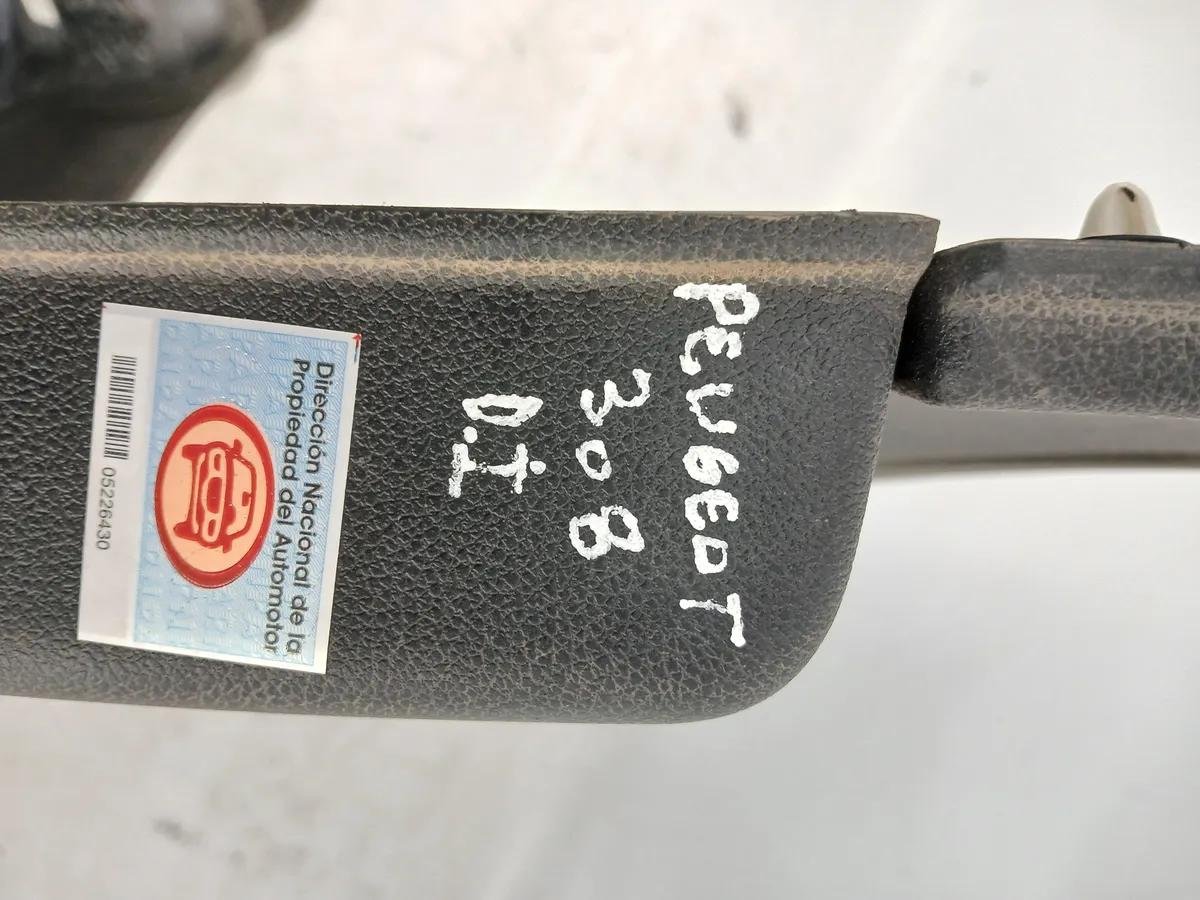 PEUGEOT
308
D.I
Dirección Nacional de la
Propiedad del Automotor
05226430